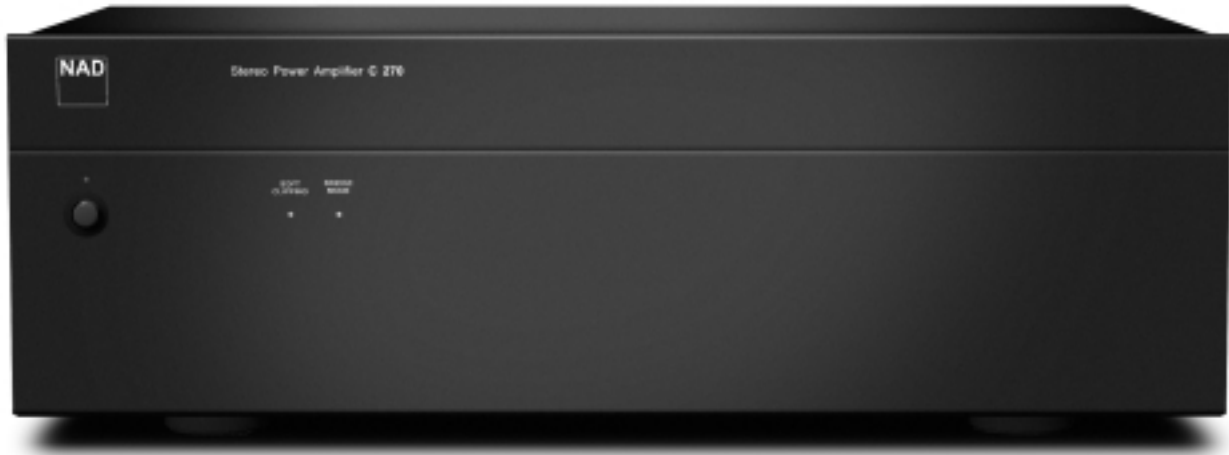 NAD
Stereo Power Amplifier C 270
SOFT CLIPPING
BRIDGE MODE